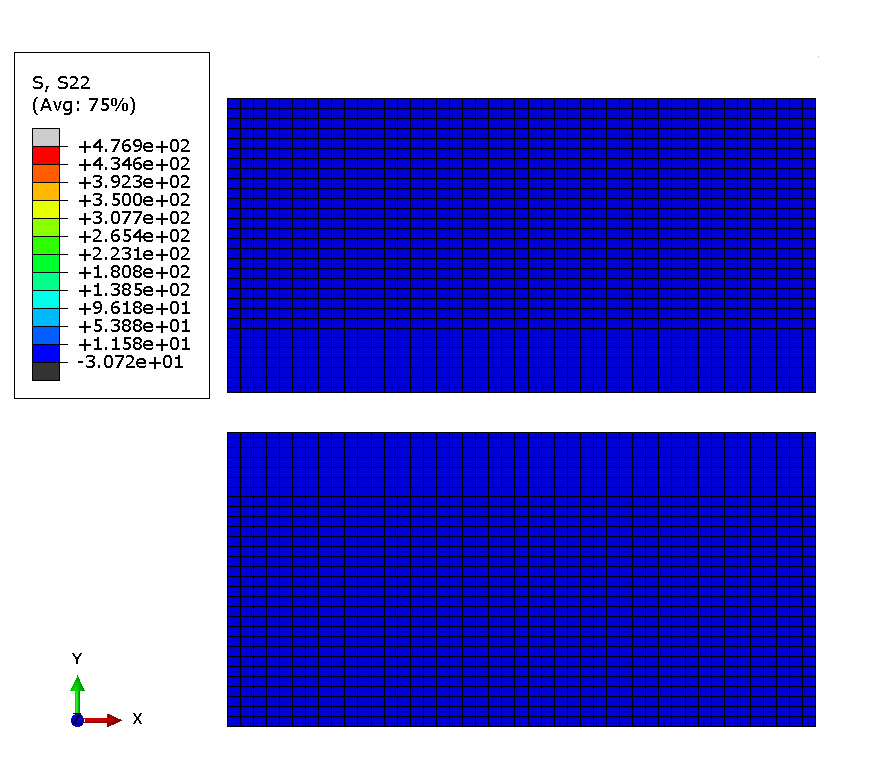 S, S22
(Avg: 75%)
+4.769e+02
+4.346e+02
+3.923e+02
+3.500e+02
+3.077e+02
+2.654e+02
+2.231e+02
+1.808e+02
+1.385e+02
+9.618e+01
+5.388e+01
+1.158e+01
-3.072e+01
Y
Z
X